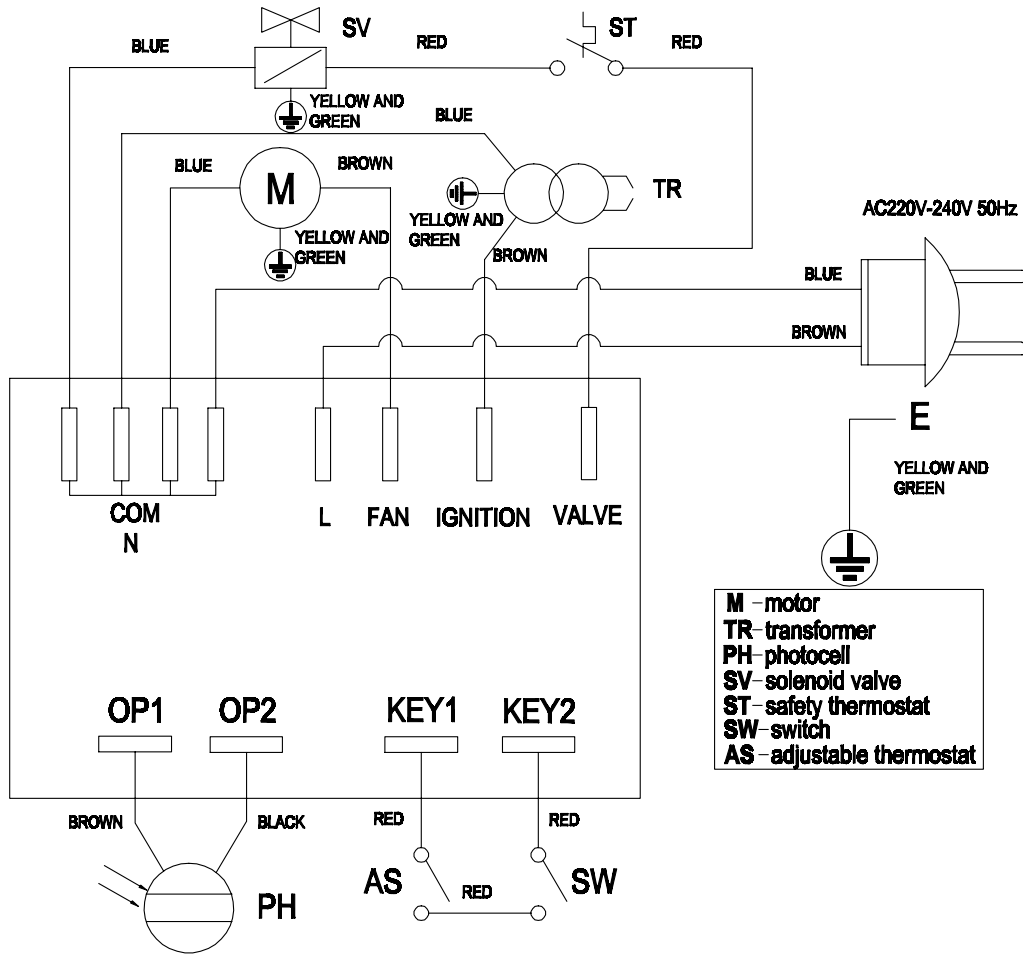 SV
ST
BLUE
RED
RED
YELLOW AND
GREEN
BLUE
BLUE
BROWN
M
TR
YELLOW AND
GREEN
YELLOW AND
GREEN
BROWN
AC220V-240V 50Hz
BLUE
BROWN
E
YELLOW AND
GREEN
COM
N
L
FAN
IGNITION
VALVE
M -motor
TR-transformer
PH-photocell
SV-solenoid valve
ST-safety thermostat
SW-switch
AS-adjustable thermostat
OP1
OP2
KEY1
KEY2
BROWN
BLACK
RED
RED
PH
AS
RED
SW